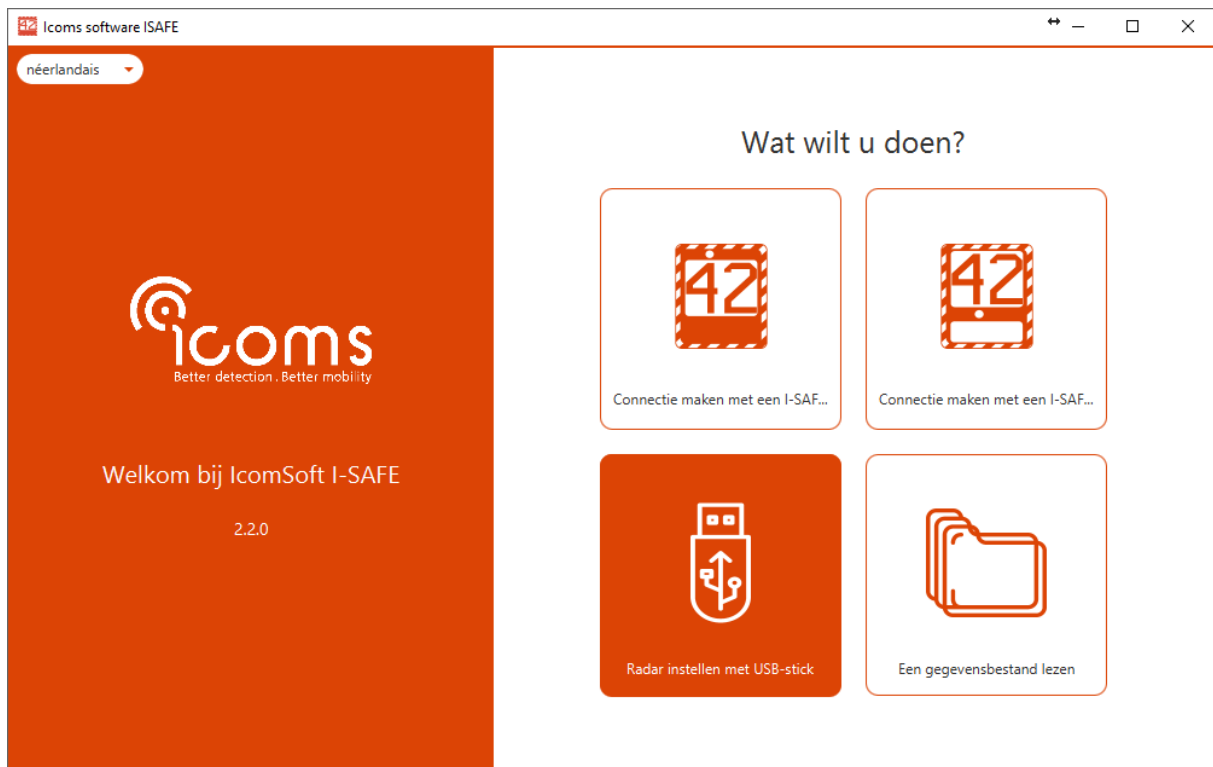 Icoms software ISAFE
néerlandais
icoms
Better detection. Better mobility
Welkom bij IcomSoft I-SAFE
2.2.0
Wat wilt u doen?
42
42
Connectie maken met een I-SAF...
Connectie maken met een I-SAF...
Radar instellen met USB-stick
Een gegevensbestand lezen